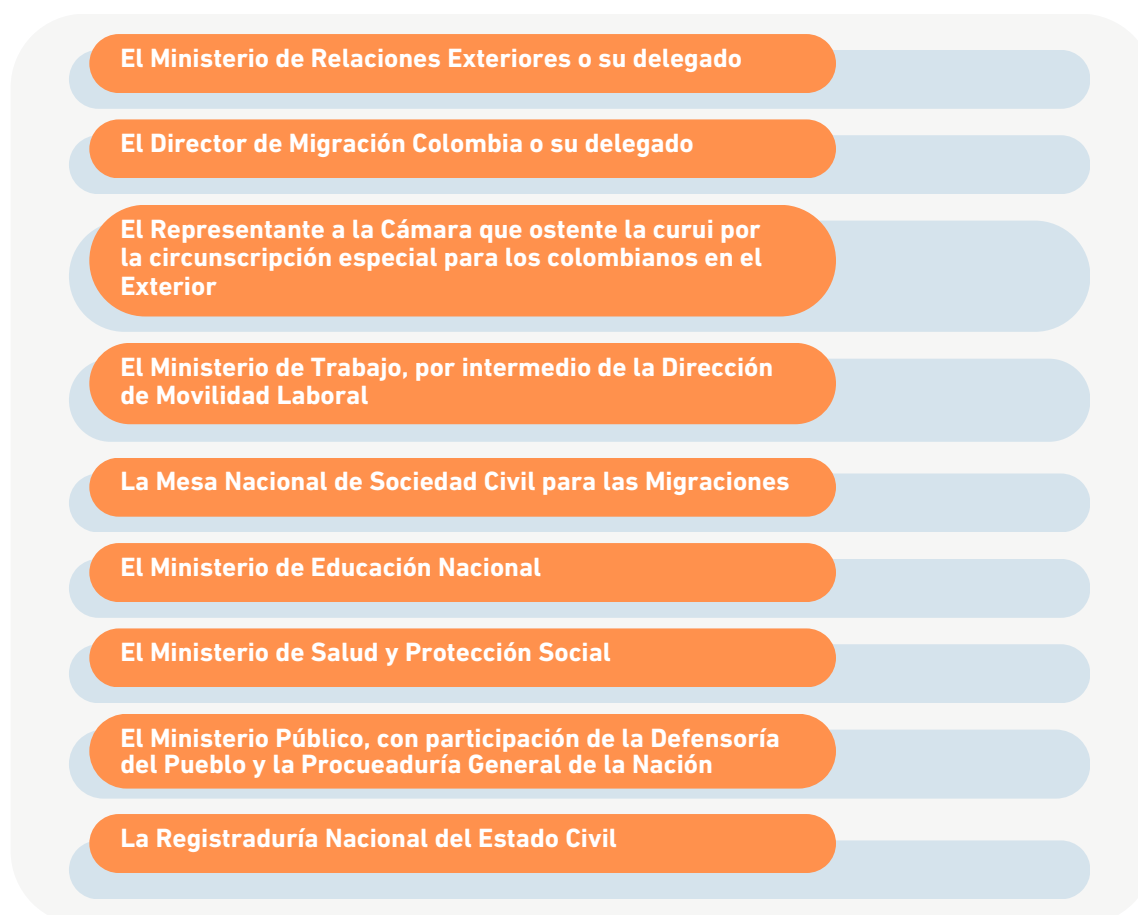 El Ministerio de Relaciones Exteriores o su delegado
El Director de Migración Colombia o su delegado
El Representante a la Cámara que ostente la curui por
la circunscripción especial para los colombianos en el
Exterior
El Ministerio de Trabajo, por intermedio de la Dirección
de Movilidad Laboral
La Mesa Nacional de Sociedad Civil para las Migraciones
El Ministerio de Educación Nacional
El Ministerio de Salud y Protección Social
El Ministerio Público, con participación de la Defensoría
del Pueblo y la Procueaduría General de la Nación
La Registraduría Nacional del Estado Civil